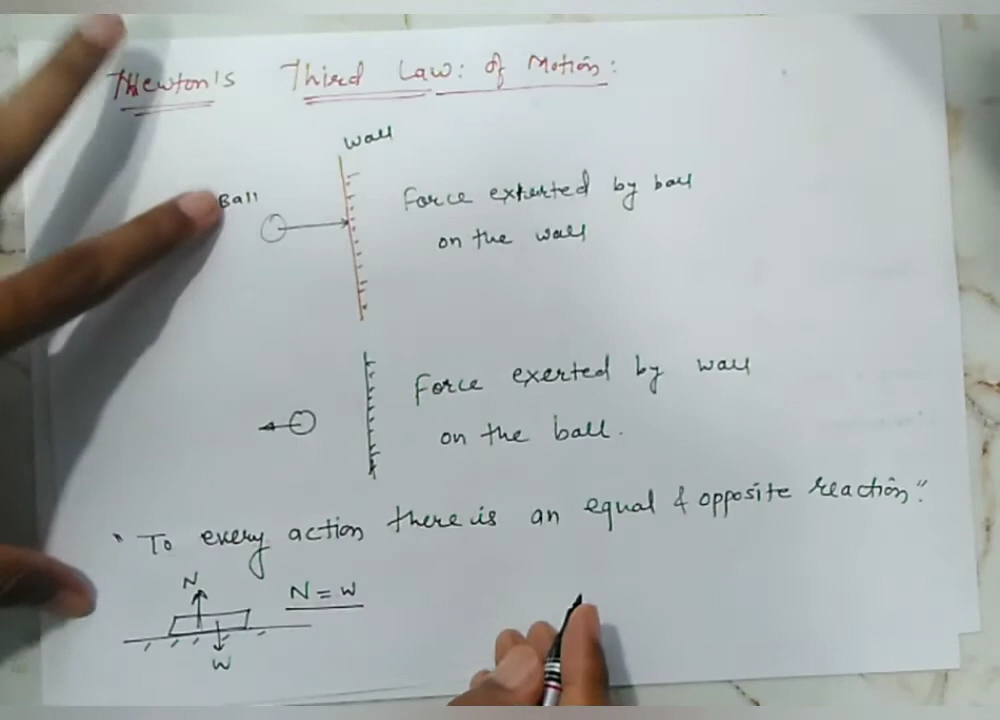 Newton's Third Law: of Motion:
Wall
Ball
Force exerted by ball
on the wall
Force exerted by wall
on the ball.
"To every action there is an equal & opposite reaction".
N
N = W
W